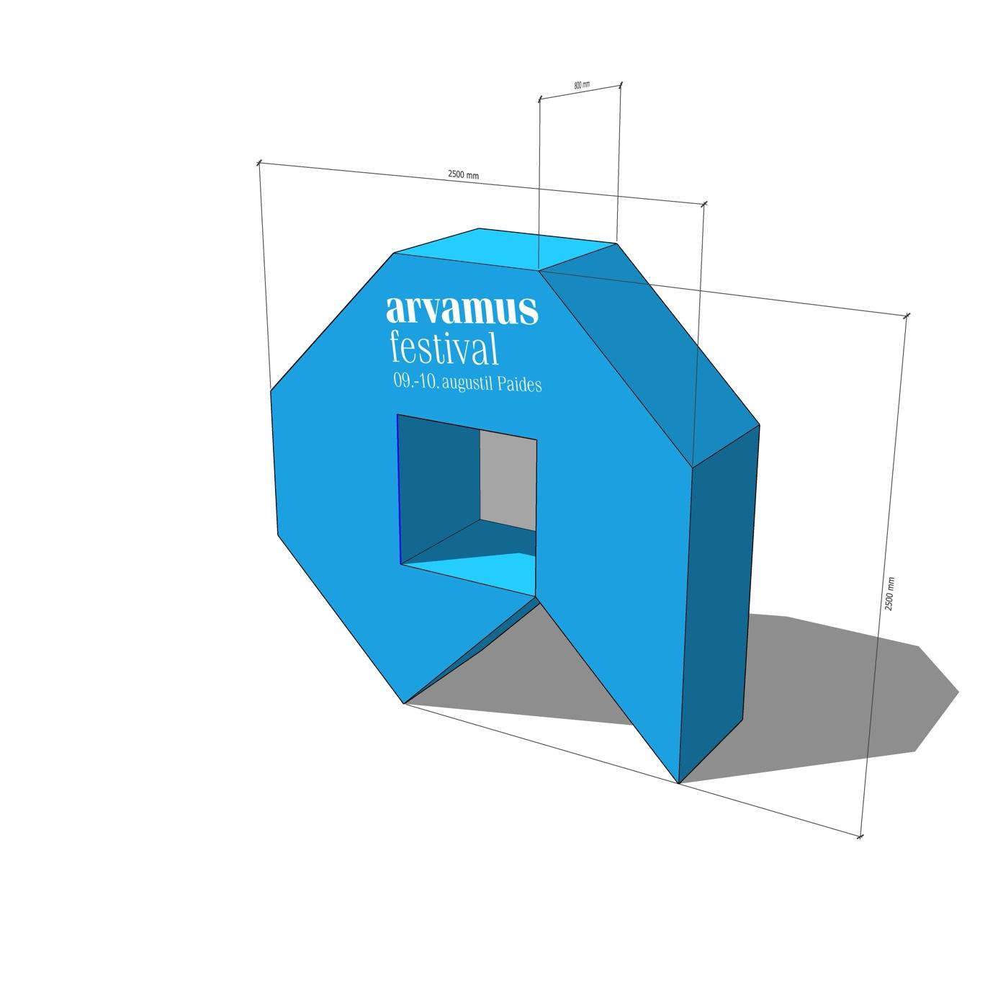 800 mm
2500 mm
arvamus
festival
09.-10. augustil Paides
2500 mm